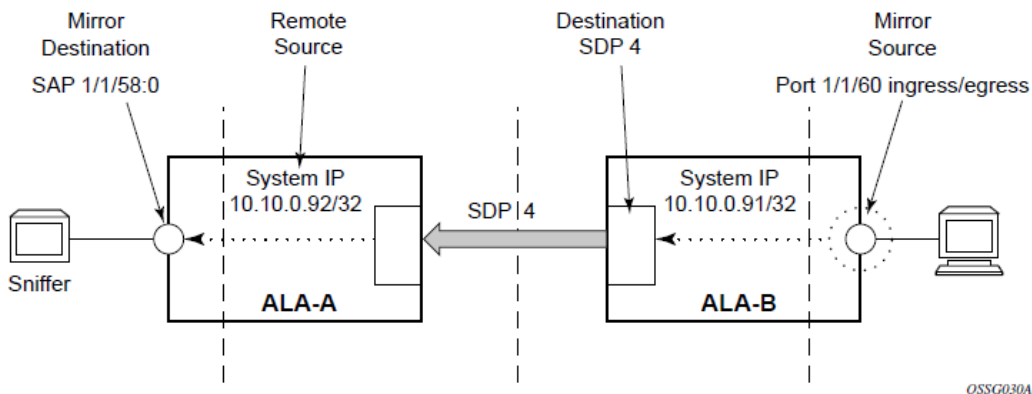 Mirror
Destination
SAP 1/1/58:0
Remote
Source
Destination
SDP 4
Mirror
Source
Port 1/1/60 ingress/egress
System IP
10.10.0.92/32
SDP 4
System IP
10.10.0.91/32
Sniffer
ALA-A
ALA-B
OSSG030A